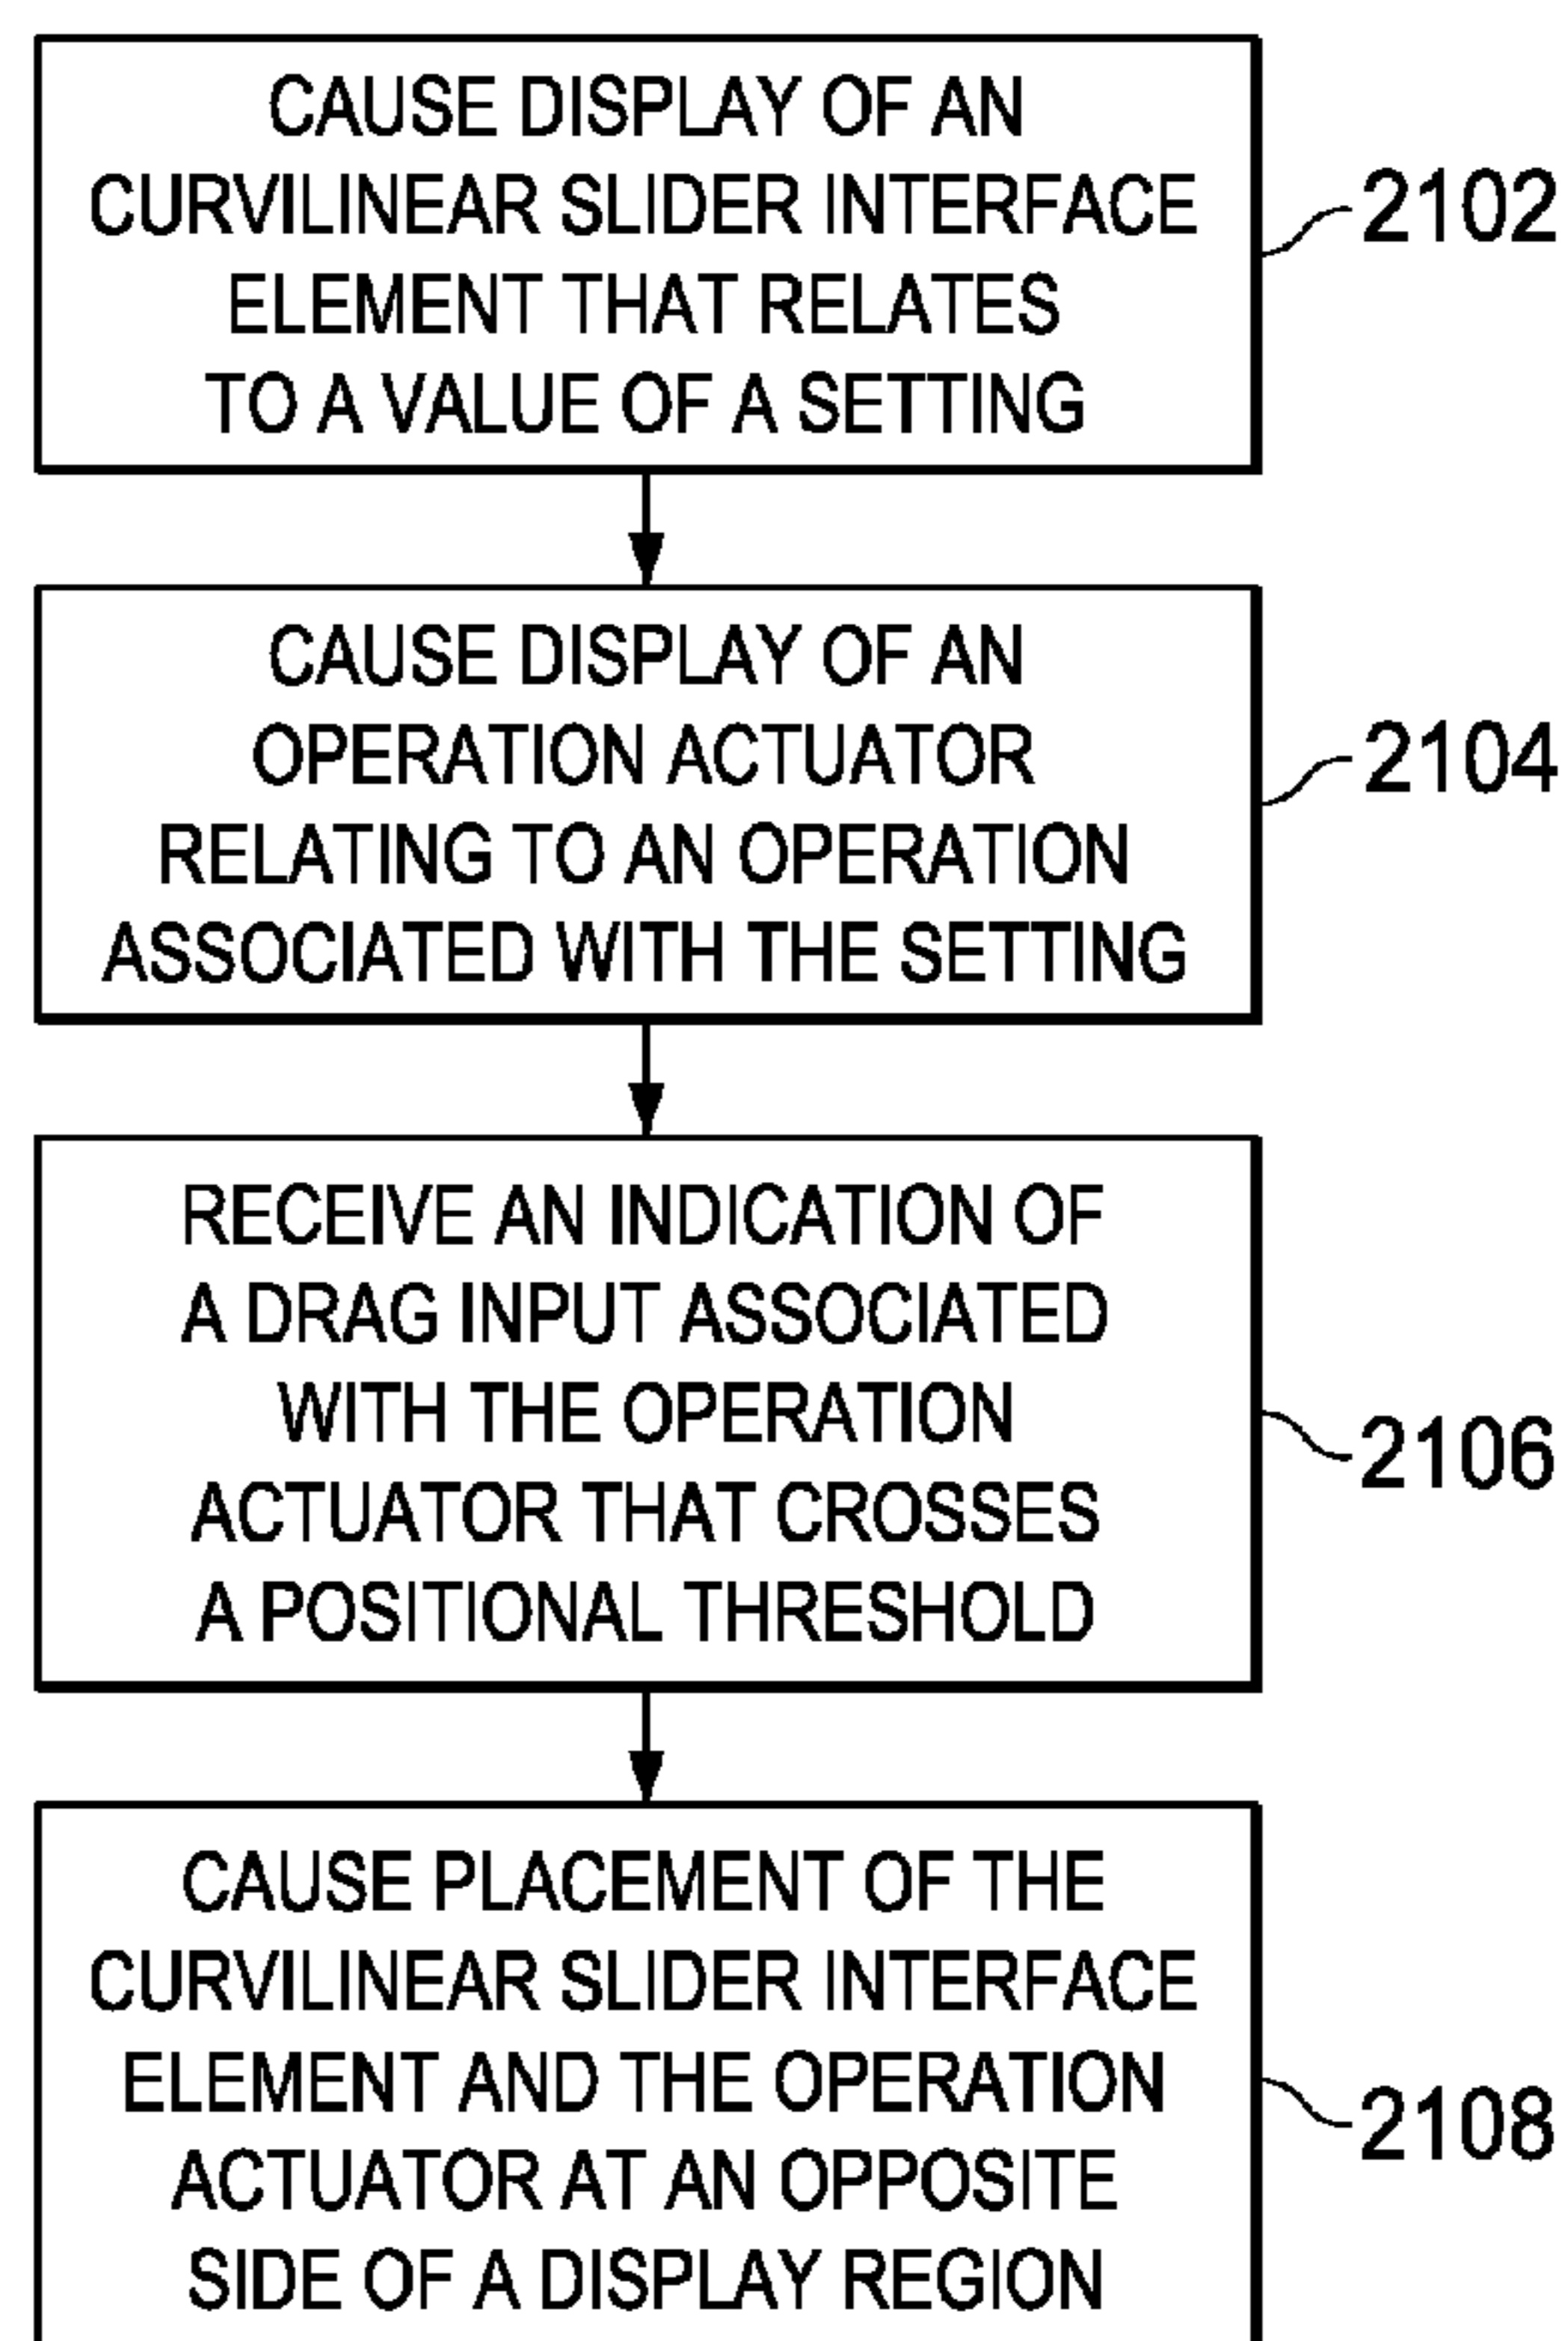 CAUSE DISPLAY OF AN
CURVILINEAR SLIDER INTERFACE
ELEMENT THAT RELATES
TO A VALUE OF A SETTING
2102
CAUSE DISPLAY OF AN
OPERATION ACTUATOR
RELATING TO AN OPERATION
ASSOCIATED WITH THE SETTING
2104
RECEIVE AN INDICATION OF
A DRAG INPUT ASSOCIATED
WITH THE OPERATION
ACTUATOR THAT CROSSES
A POSITIONAL THRESHOLD
2106
CAUSE PLACEMENT OF THE
CURVILINEAR SLIDER INTERFACE
ELEMENT AND THE OPERATION
ACTUATOR AT AN OPPOSITE
SIDE OF A DISPLAY REGION
2108